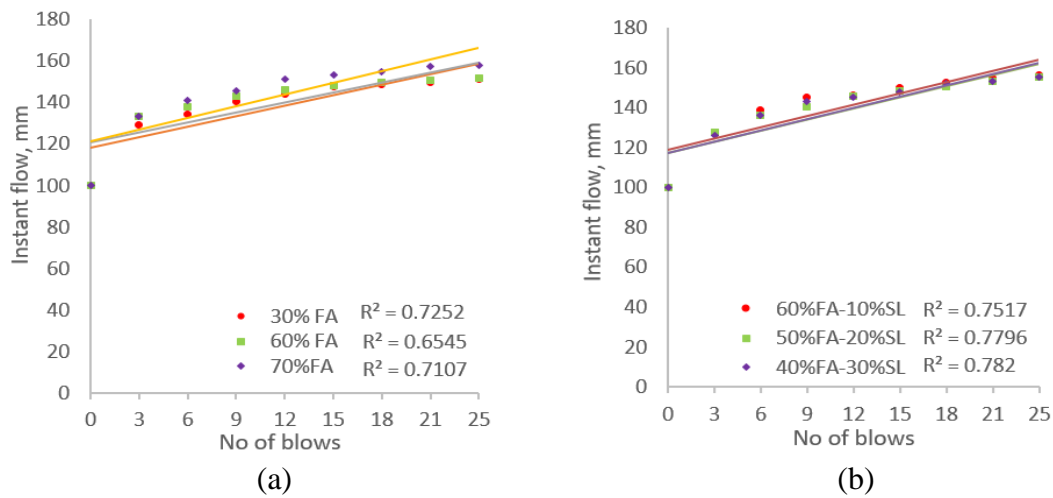 180
160
140
120
100
80
60
40
20
0
Instant flow, mm
30% FA R² = 0.7252
60% FA R² = 0.6545
70%FA R² = 0.7107
0 3 6 9 12 15 18 21 25
No of blows
(a)
180
160
140
120
100
80
60
40
20
0
Instant flow, mm
60%FA-10%SL R² = 0.7517
50%FA-20%SL R² = 0.7796
40%FA-30%SL R² = 0.782
0 3 6 9 12 15 18 21 25
No of blows
(b)